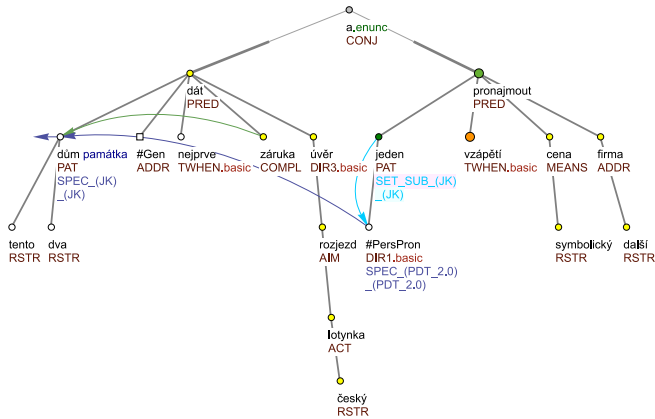 a.enunc
CONJ
dát
PRED
pronajmout
PRED
dům památka
PAT
SPEC_(JK)
_(JK)
#Gen
ADDR
nejprve
TWHEN.basic
záruka
COMPL
úvěr
DIR3.basic
jeden
PAT
SET_SUB_(JK)
_(JK)
vzápětí
TWHEN.basic
cena
MEANS
firma
ADDR
tento
RSTR
dva
RSTR
rozjezd
AIM
#PersPron
DIR1.basic
SPEC_(PDT_2.0)
_(PDT_2.0)
symbolický
RSTR
další
RSTR
lotynka
ACT
český
RSTR